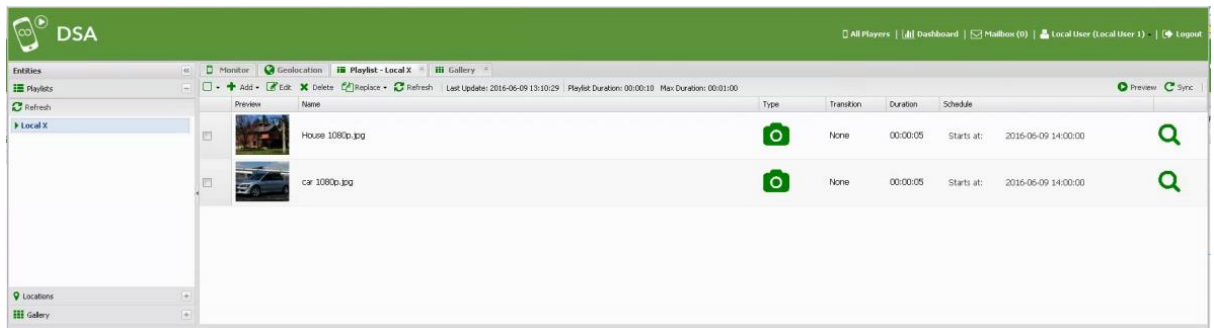 DSA
All Players | Dashboard | Mailbox (0) | Local User (Local User 1) | Logout
Entities
Monitor Geolocation Playlist - Local X Gallery
Playlists
Add Edit Delete Replace Refresh Last Update: 2016-06-09 13:10:29 Playlist Duration: 00:00:10 Max Duration: 00:01:00 Preview Sync
Refresh
Preview Name Type Transition Duration Schedule
Local X
House 1080p.jpg None 00:00:05 Starts at: 2016-06-09 14:00:00
car 1080p.jpg None 00:00:05 Starts at: 2016-06-09 14:00:00
Locations
Gallery